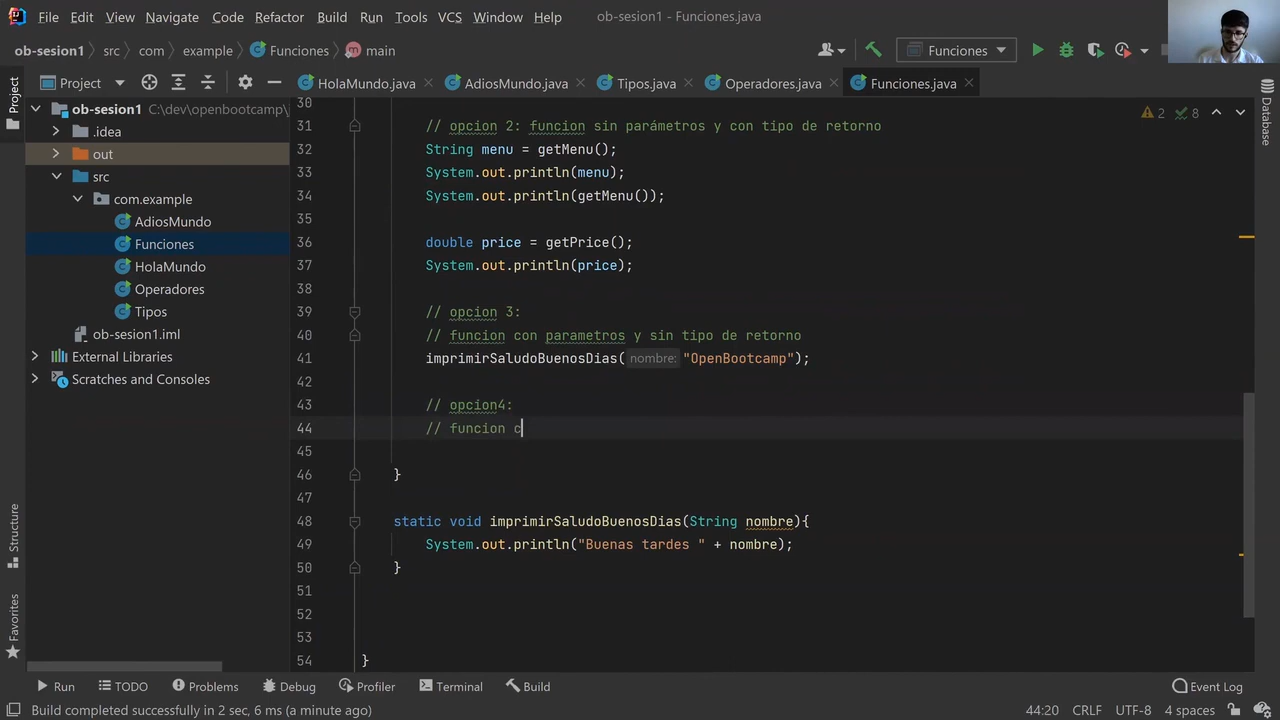 File Edit View Navigate Code Refactor Build Run Tools VCS Window Help ob-sesion1 - Funciones.java
ob-sesion1 src com example Funciones main Funciones
Project HolaMundo.java AdiosMundo.java Tipos.java Operadores.java Funciones.java
Project
Structure
Favorites
Database
ob-sesion1 C:\dev\openbootcamp\
.idea
out
src
com.example
AdiosMundo
Funciones
HolaMundo
Operadores
Tipos
ob-sesion1.iml
External Libraries
Scratches and Consoles
2 8
30
31 // opcion 2: funcion sin parámetros y con tipo de retorno
32 String menu = getMenu();
33 System.out.println(menu);
34 System.out.println(getMenu());
35
36 double price = getPrice();
37 System.out.println(price);
38
39 // opcion 3:
40 // funcion con parametros y sin tipo de retorno
41 imprimirSaludoBuenosDias( nombre: "OpenBootcamp");
42
43 // opcion4:
44 // funcion c
45
46 }
47
48 static void imprimirSaludoBuenosDias(String nombre){
49 System.out.println("Buenas tardes " + nombre);
50 }
51
52
53
54 }
Run TODO Problems Debug Profiler Terminal Build Event Log
Build completed successfully in 2 sec, 6 ms (a minute ago) 44:20 CRLF UTF-8 4 spaces